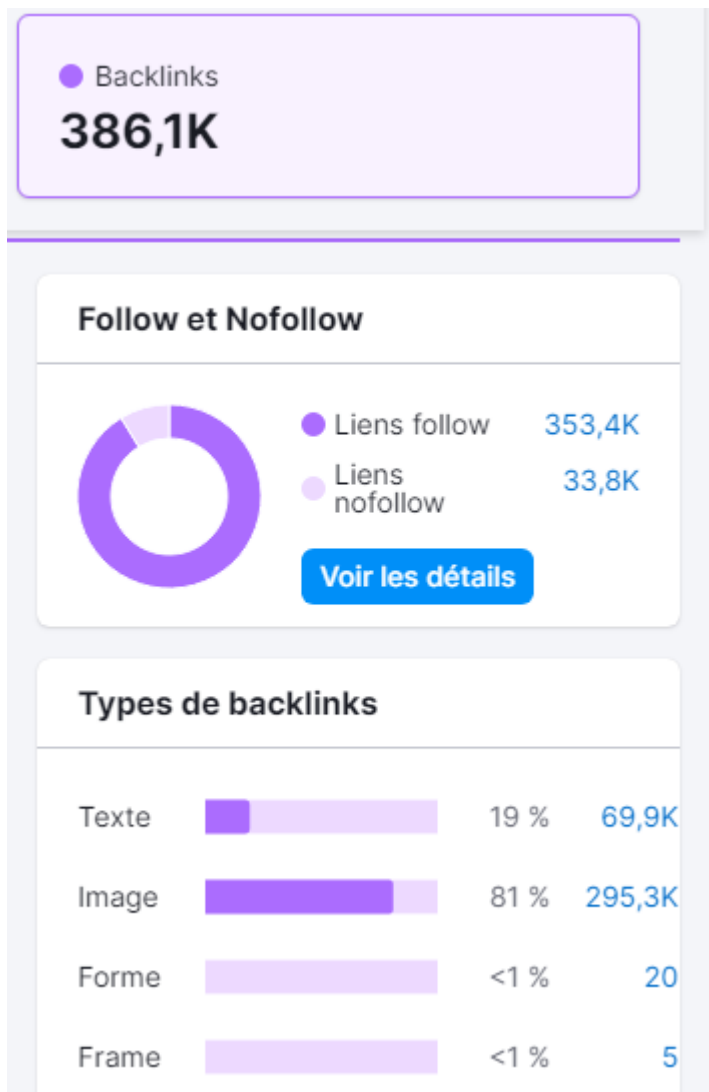 Backlinks
386,1K
Follow et Nofollow
Liens follow 353,4K
Liens
nofollow 33,8K
Voir les détails
Types de backlinks
Texte 19 % 69,9K
Image 81 % 295,3K
Forme <1 % 20
Frame <1 % 5